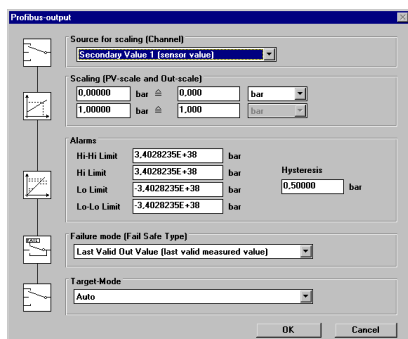 Profibus-output
Source for scaling (Channel)
Secondary Value 1 (sensor value)
Scaling (PV-scale and Out-scale)
0,00000 bar ≙ 0,000 bar
1,00000 bar ≙ 1,000 bar
Alarms
Hi-Hi Limit 3,4028235E+38 bar
Hi Limit 3,4028235E+38 bar Hysteresis
Lo Limit -3,4028235E+38 bar 0,50000 bar
Lo-Lo Limit -3,4028235E+38 bar
Failure mode (Fail Safe Type)
FAIL
Last Valid Out Value (last valid measured value)
Target-Mode
Auto
OK Cancel